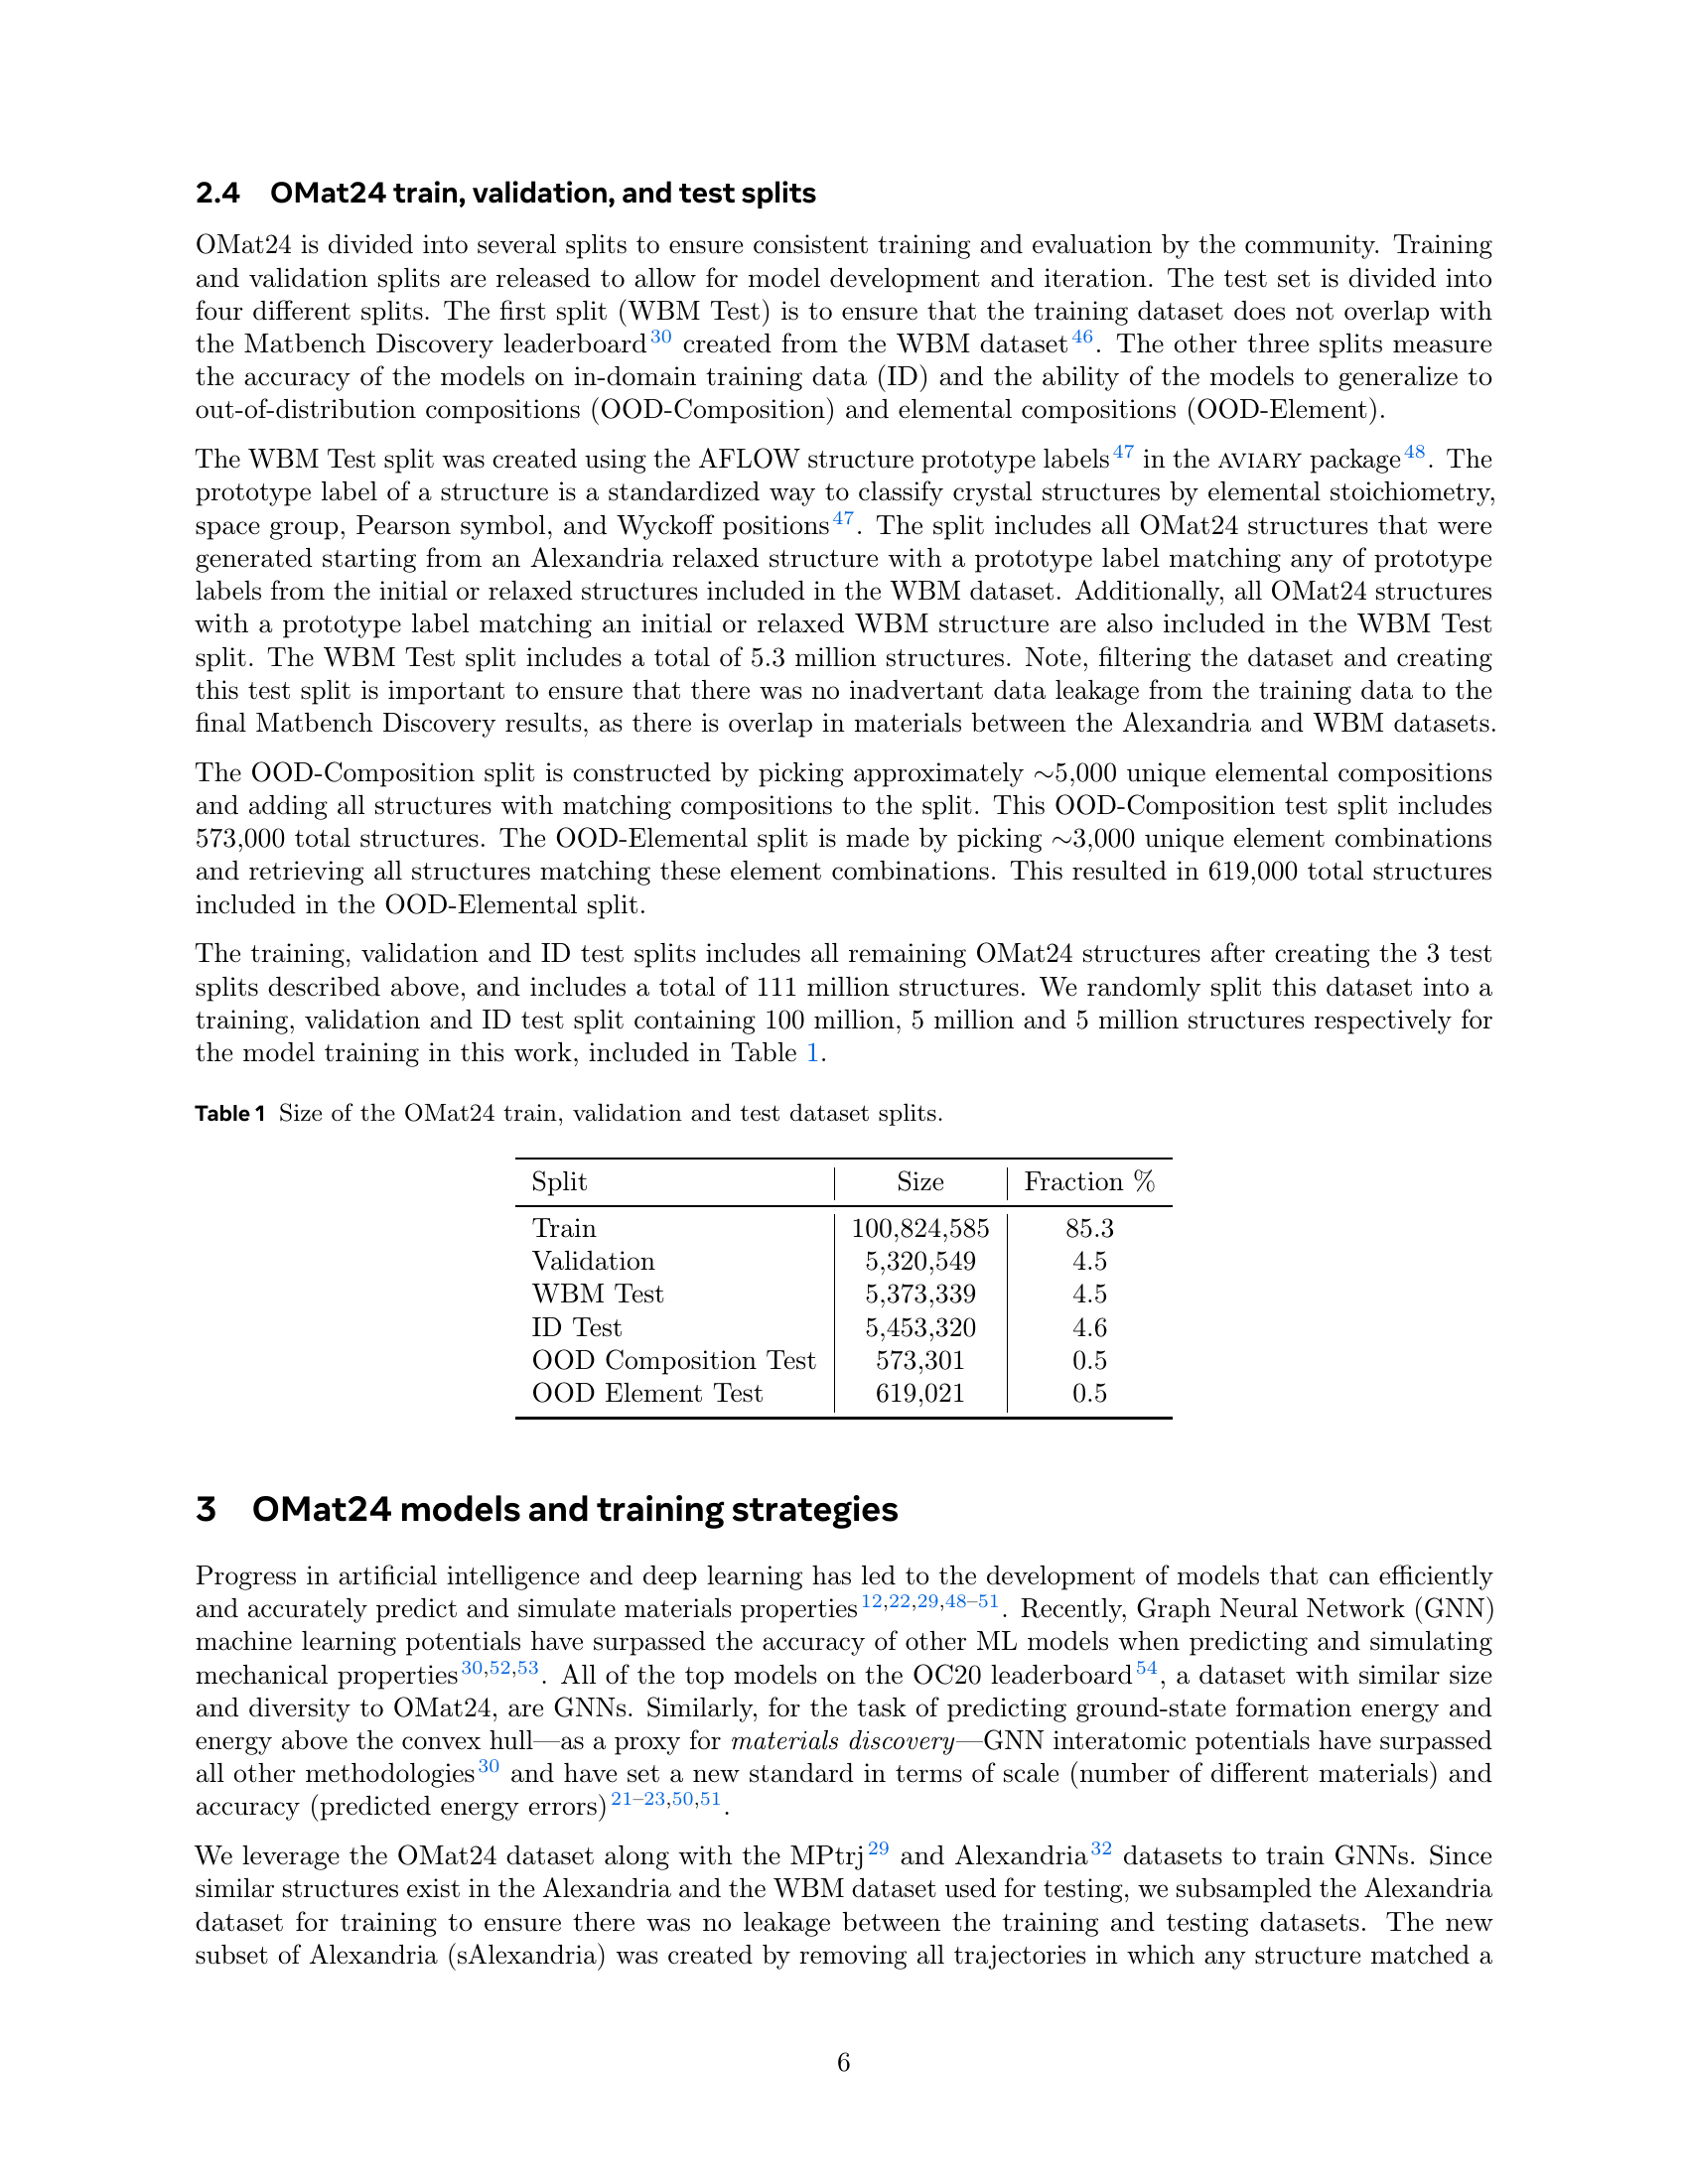 2.4 OMat24 train, validation, and test splits
OMat24 is divided into several splits to ensure consistent training and evaluation by the community. Training
and validation splits are released to allow for model development and iteration. The test set is divided into
four different splits. The first split (WBM Test) is to ensure that the training dataset does not overlap with
the Matbench Discovery leaderboard30 created from the WBM dataset46. The other three splits measure
the accuracy of the models on in-domain training data (ID) and the ability of the models to generalize to
out-of-distribution compositions (OOD-Composition) and elemental compositions (OOD-Element).
The WBM Test split was created using the AFLOW structure prototype labels47 in the AVIARY package48. The
prototype label of a structure is a standardized way to classify crystal structures by elemental stoichiometry,
space group, Pearson symbol, and Wyckoff positions47. The split includes all OMat24 structures that were
generated starting from an Alexandria relaxed structure with a prototype label matching any of prototype
labels from the initial or relaxed structures included in the WBM dataset. Additionally, all OMat24 structures
with a prototype label matching an initial or relaxed WBM structure are also included in the WBM Test
split. The WBM Test split includes a total of 5.3 million structures. Note, filtering the dataset and creating
this test split is important to ensure that there was no inadvertent data leakage from the training data to the
final Matbench Discovery results, as there is overlap in materials between the Alexandria and WBM datasets.
The OOD-Composition split is constructed by picking approximately ~5,000 unique elemental compositions
and adding all structures with matching compositions to the split. This OOD-Composition test split includes
573,000 total structures. The OOD-Elemental split is made by picking ~3,000 unique element combinations
and retrieving all structures matching these element combinations. This resulted in 619,000 total structures
included in the OOD-Elemental split.
The training, validation and ID test splits includes all remaining OMat24 structures after creating the 3 test
splits described above, and includes a total of 111 million structures. We randomly split this dataset into a
training, validation and ID test split containing 100 million, 5 million and 5 million structures respectively for
the model training in this work, included in Table 1.
Table 1 Size of the OMat24 train, validation and test dataset splits.
Split Size Fraction %
Train 100,824,585 85.3
Validation 5,320,549 4.5
WBM Test 5,373,339 4.5
ID Test 5,453,320 4.6
OOD Composition Test 573,301 0.5
OOD Element Test 619,021 0.5
3 OMat24 models and training strategies
Progress in artificial intelligence and deep learning has led to the development of models that can efficiently
and accurately predict and simulate materials properties12,22,29,48–51. Recently, Graph Neural Network (GNN)
machine learning potentials have surpassed the accuracy of other ML models when predicting and simulating
mechanical properties30,52,53. All of the top models on the OC20 leaderboard54, a dataset with similar size
and diversity to OMat24, are GNNs. Similarly, for the task of predicting ground-state formation energy and
energy above the convex hull—as a proxy for materials discovery—GNN interatomic potentials have surpassed
all other methodologies30 and have set a new standard in terms of scale (number of different materials) and
accuracy (predicted energy errors)21–23,50,51.
We leverage the OMat24 dataset along with the MPtrj29 and Alexandria32 datasets to train GNNs. Since
similar structures exist in the Alexandria and the WBM dataset used for testing, we subsampled the Alexandria
dataset for training to ensure there was no leakage between the training and testing datasets. The new
subset of Alexandria (sAlexandria) was created by removing all trajectories in which any structure matched a
6